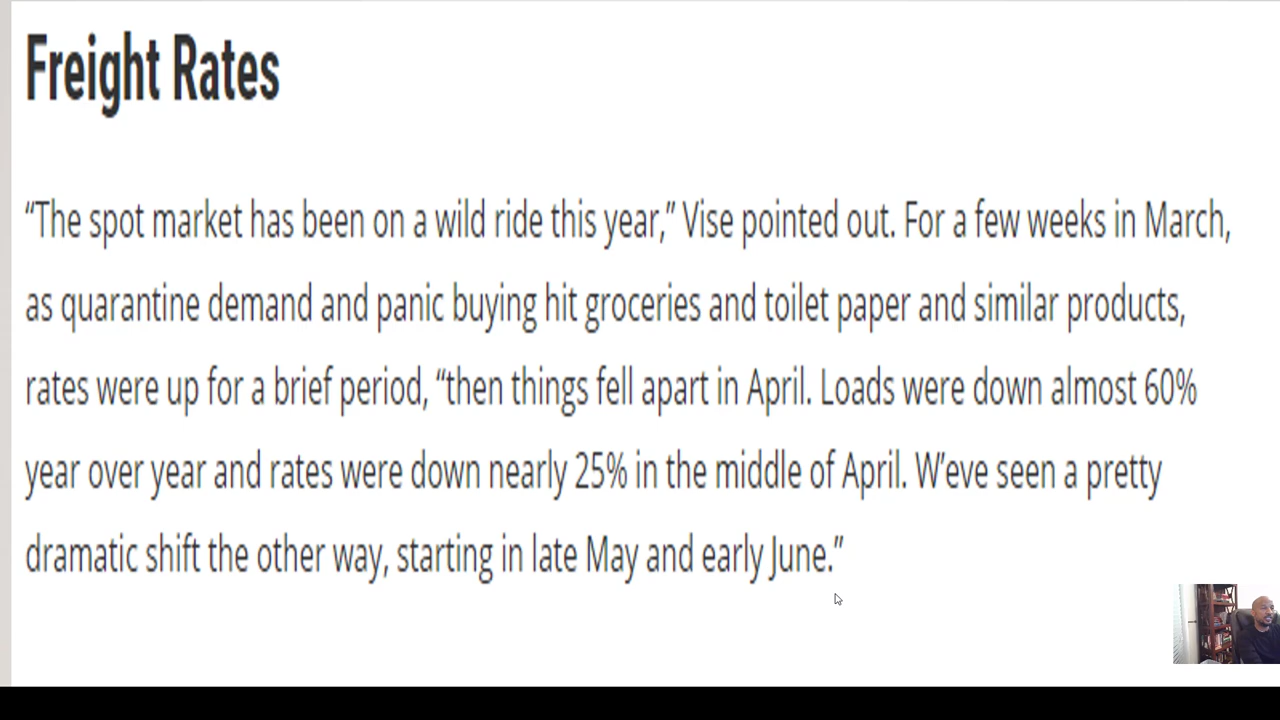 Freight Rates
“The spot market has been on a wild ride this year,” Vise pointed out. For a few weeks in March,
as quarantine demand and panic buying hit groceries and toilet paper and similar products,
rates were up for a brief period, “then things fell apart in April. Loads were down almost 60%
year over year and rates were down nearly 25% in the middle of April. W’eve seen a pretty
dramatic shift the other way, starting in late May and early June.”